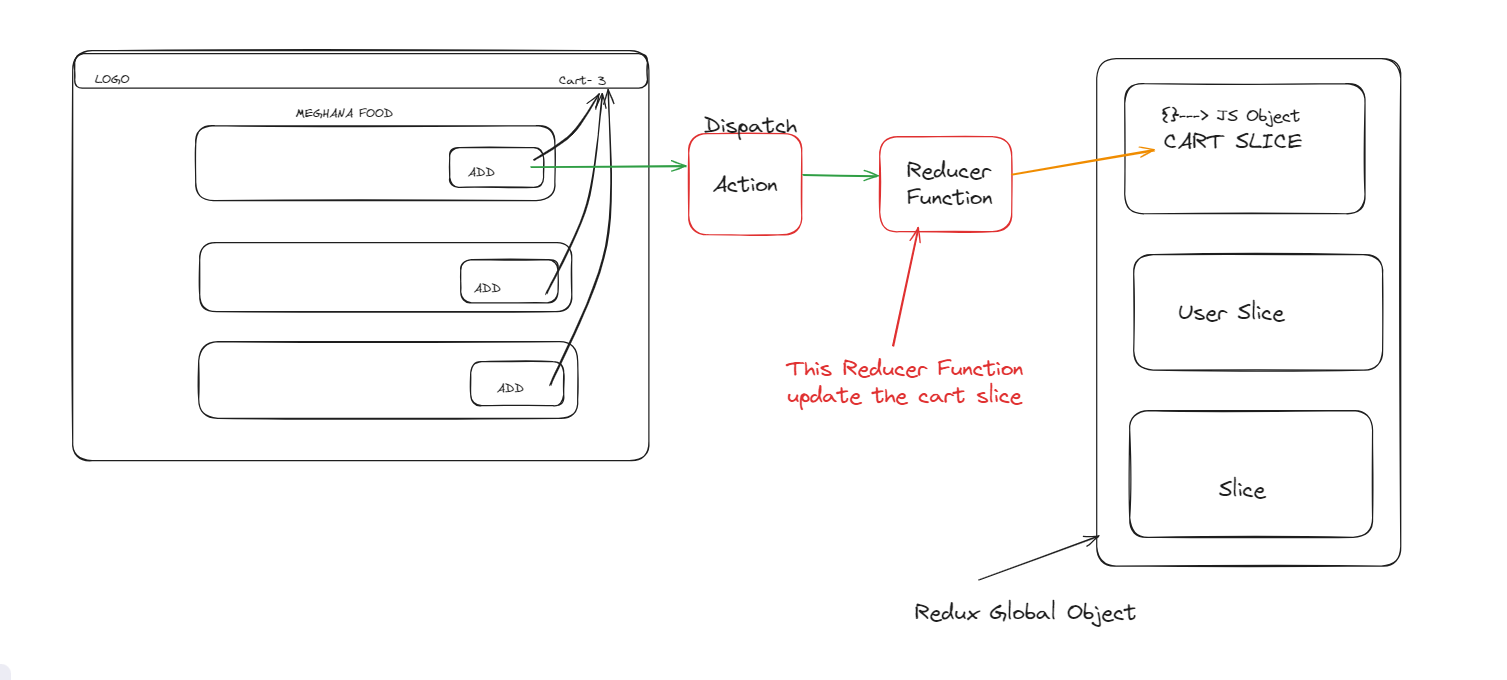 LOGO
Cart- 3
MEGHANA FOOD
ADD
ADD
ADD
Dispatch
Action
Reducer
Function
This Reducer Function
update the cart slice
{}---> JS Object
CART SLICE
User Slice
Slice
Redux Global Object